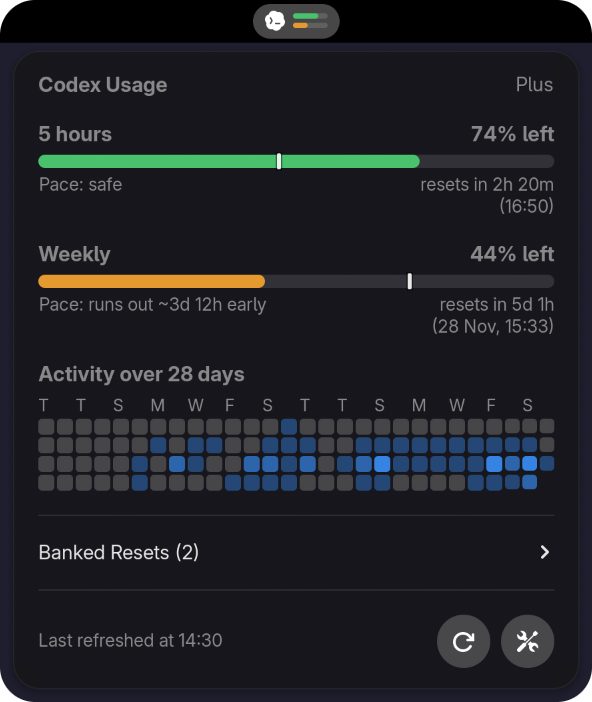 Codex Usage
Plus
5 hours
74% left
Pace: safe
resets in 2h 20m
(16:50)
Weekly
44% left
Pace: runs out ~3d 12h early
resets in 5d 1h
(28 Nov, 15:33)
Activity over 28 days
T T S M W F S T T S M W F S
Banked Resets (2)
Last refreshed at 14:30